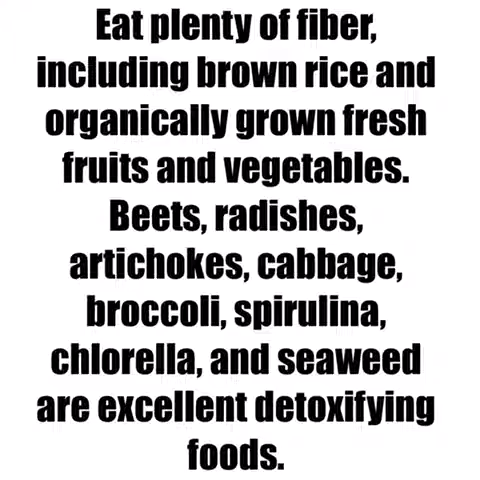 Eat plenty of fiber,
including brown rice and
organically grown fresh
fruits and vegetables.
Beets, radishes,
artichokes, cabbage,
broccoli, spirulina,
chlorella, and seaweed
are excellent detoxifying
foods.